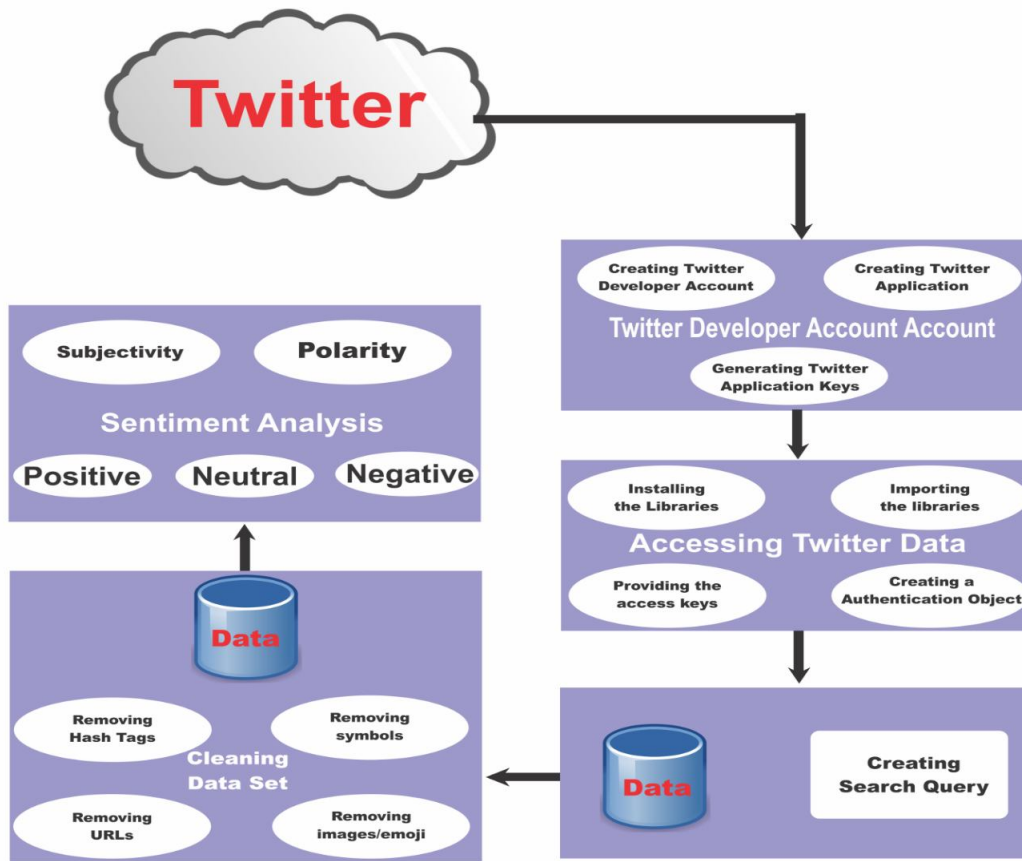 Twitter
Creating Twitter
Developer Account
Creating Twitter
Application
Twitter Developer Account Account
Generating Twitter
Application Keys
Installing
the Libraries
Importing
the libraries
Accessing Twitter Data
Providing the
access keys
Creating a
Authentication Object
Data
Creating
Search Query
Data
Removing
Hash Tags
Removing
symbols
Cleaning
Data Set
Removing
URLs
Removing
images/emoji
Subjectivity
Polarity
Sentiment Analysis
Positive
Neutral
Negative